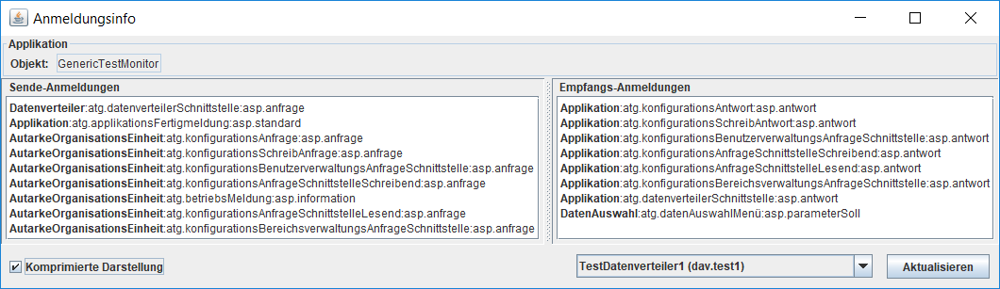 Anmeldungsinfo
Applikation
Objekt: GenericTestMonitor
Sende-Anmeldungen
Datenverteiler:atg.datenverteilerSchnittstelle:asp.anfrage
Applikation:atg.applikationsFertigmeldung:asp.standard
AutarkeOrganisationsEinheit:atg.konfigurationsAnfrage:asp.anfrage
AutarkeOrganisationsEinheit:atg.konfigurationsSchreibAnfrage:asp.anfrage
AutarkeOrganisationsEinheit:atg.konfigurationsBenutzerverwaltungsAnfrageSchnittstelle:asp.anfrage
AutarkeOrganisationsEinheit:atg.konfigurationsAnfrageSchnittstelleSchreibend:asp.anfrage
AutarkeOrganisationsEinheit:atg.betriebsMeldung:asp.information
AutarkeOrganisationsEinheit:atg.konfigurationsAnfrageSchnittstelleLesend:asp.anfrage
AutarkeOrganisationsEinheit:atg.konfigurationsBereichsverwaltungsAnfrageSchnittstelle:asp.anfrage
Empfangs-Anmeldungen
Applikation:atg.konfigurationsAntwort:asp.antwort
Applikation:atg.konfigurationsSchreibAntwort:asp.antwort
Applikation:atg.konfigurationsBenutzerverwaltungsAnfrageSchnittstelle:asp.antwort
Applikation:atg.konfigurationsAnfrageSchnittstelleSchreibend:asp.antwort
Applikation:atg.konfigurationsAnfrageSchnittstelleLesend:asp.antwort
Applikation:atg.konfigurationsBereichsverwaltungsAnfrageSchnittstelle:asp.antwort
Applikation:atg.datenverteilerSchnittstelle:asp.antwort
DatenAuswahl:atg.datenAuswahlMenü:asp.parameterSoll
Komprimierte Darstellung
TestDatenverteiler1 (dav.test1)
Aktualisieren